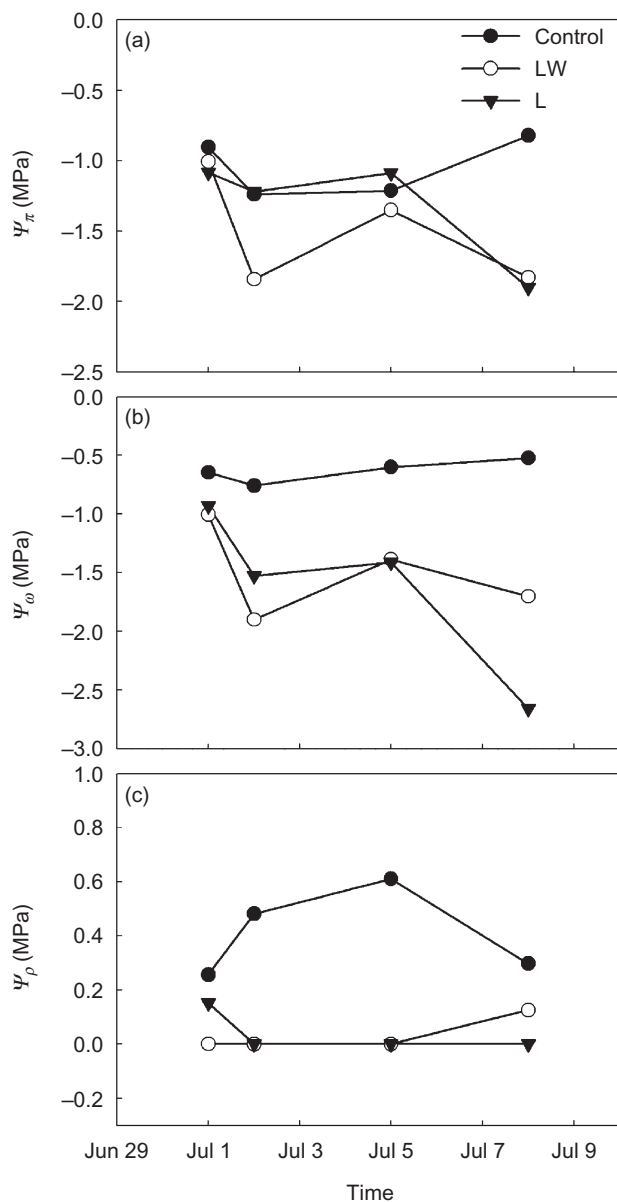 (a)
Control
LW
L
0.0
–0.5
–1.0
–1.5
–2.0
–2.5
Ψπ (MPa)
(b)
0.0
–0.5
–1.0
–1.5
–2.0
–2.5
–3.0
Ψω (MPa)
(c)
1.0
0.8
0.6
0.4
0.2
0.0
–0.2
Ψρ (MPa)
Jun 29 Jul 1 Jul 3 Jul 5 Jul 7 Jul 9
Time